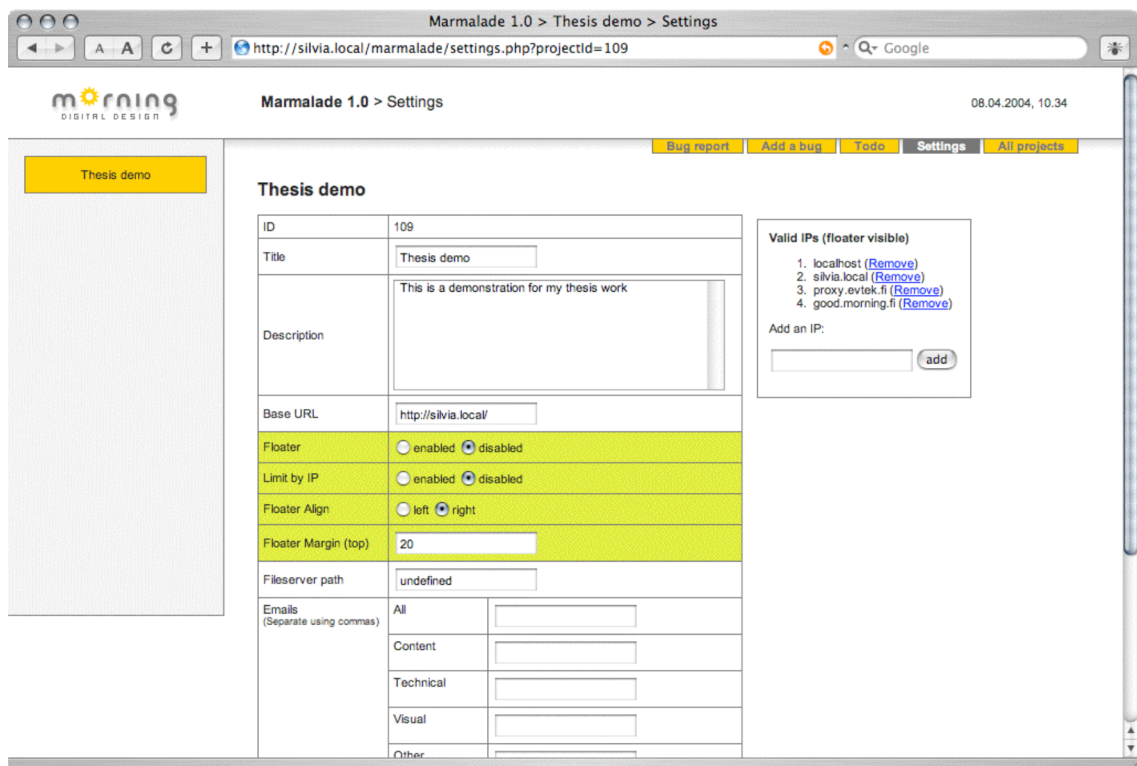 Marmalade 1.0 > Thesis demo > Settings
A A
http://silvia.local/marmalade/settings.php?projectId=109
Google
morning
DIGITAL DESIGN
Marmalade 1.0 > Settings
08.04.2004, 10.34
Bug report Add a bug Todo Settings All projects
Thesis demo
Thesis demo
ID 109
Title Thesis demo
Description This is a demonstration for my thesis work
Base URL http://silvia.local/
Floater enabled disabled
Limit by IP enabled disabled
Floater Align left right
Floater Margin (top) 20
Fileserver path undefined
Emails All
(Separate using commas)
Content
Technical
Visual
Other
Valid IPs (floater visible)
1. localhost (Remove)
2. silvia.local (Remove)
3. proxy.evtek.fi (Remove)
4. good.morning.fi (Remove)
Add an IP:
add